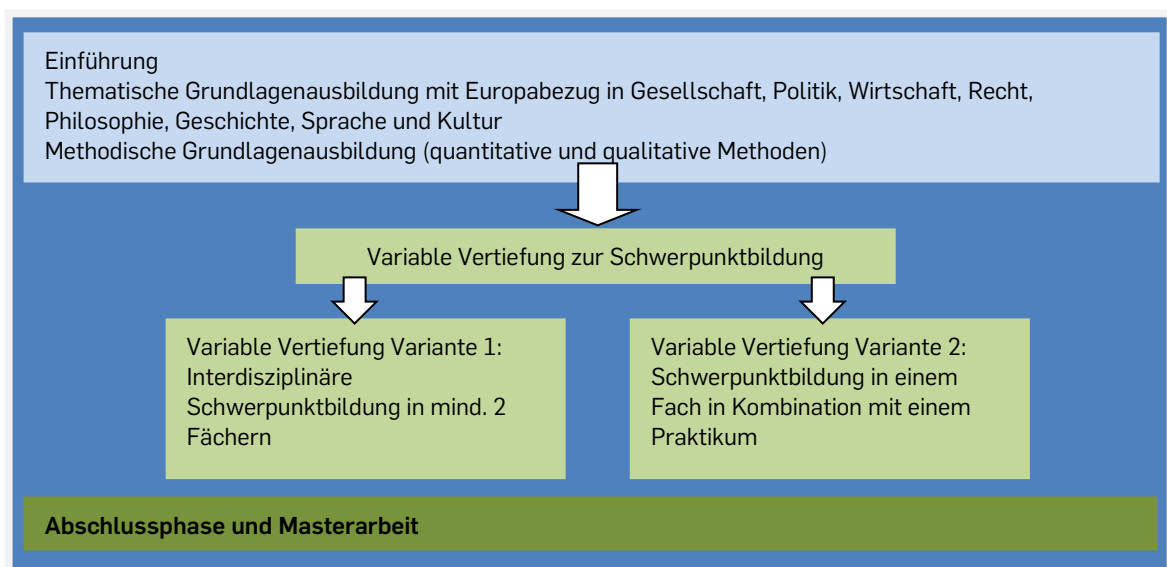 Einführung
Thematische Grundlagenausbildung mit Europabezug in Gesellschaft, Politik, Wirtschaft, Recht,
Philosophie, Geschichte, Sprache und Kultur
Methodische Grundlagenausbildung (quantitative und qualitative Methoden)
Variable Vertiefung zur Schwerpunktbildung
Variable Vertiefung Variante 1:
Interdisziplinäre
Schwerpunktbildung in mind. 2
Fächern
Variable Vertiefung Variante 2:
Schwerpunktbildung in einem
Fach in Kombination mit einem
Praktikum
Abschlussphase und Masterarbeit